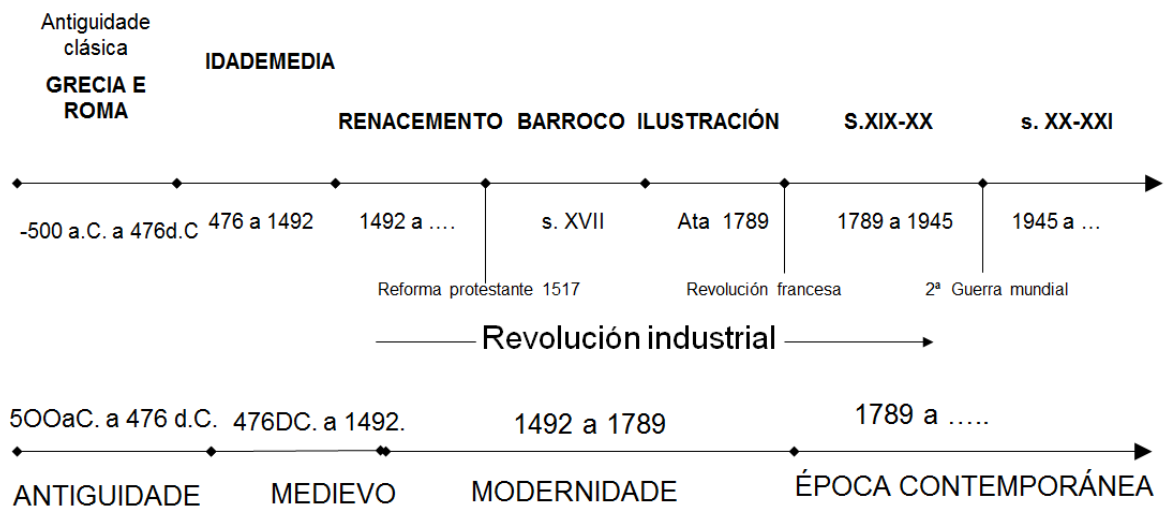 Antiguidade
clásica
GRECIA E
ROMA
IDADEMEDIA
RENACEMENTO BARROCO ILUSTRACIÓN S.XIX-XX s. XX-XXI
-500 a.C. a 476d.C 476 a 1492 1492 a .... s. XVII Ata 1789 1789 a 1945 1945 a ...
Reforma protestante 1517 Revolución francesa 2ª Guerra mundial
Revolución industrial
5OOaC. a 476 d.C. 476DC. a 1492. 1492 a 1789 1789 a .....
ANTIGUIDADE MEDIEVO MODERNIDADE ÉPOCA CONTEMPORÁNEA